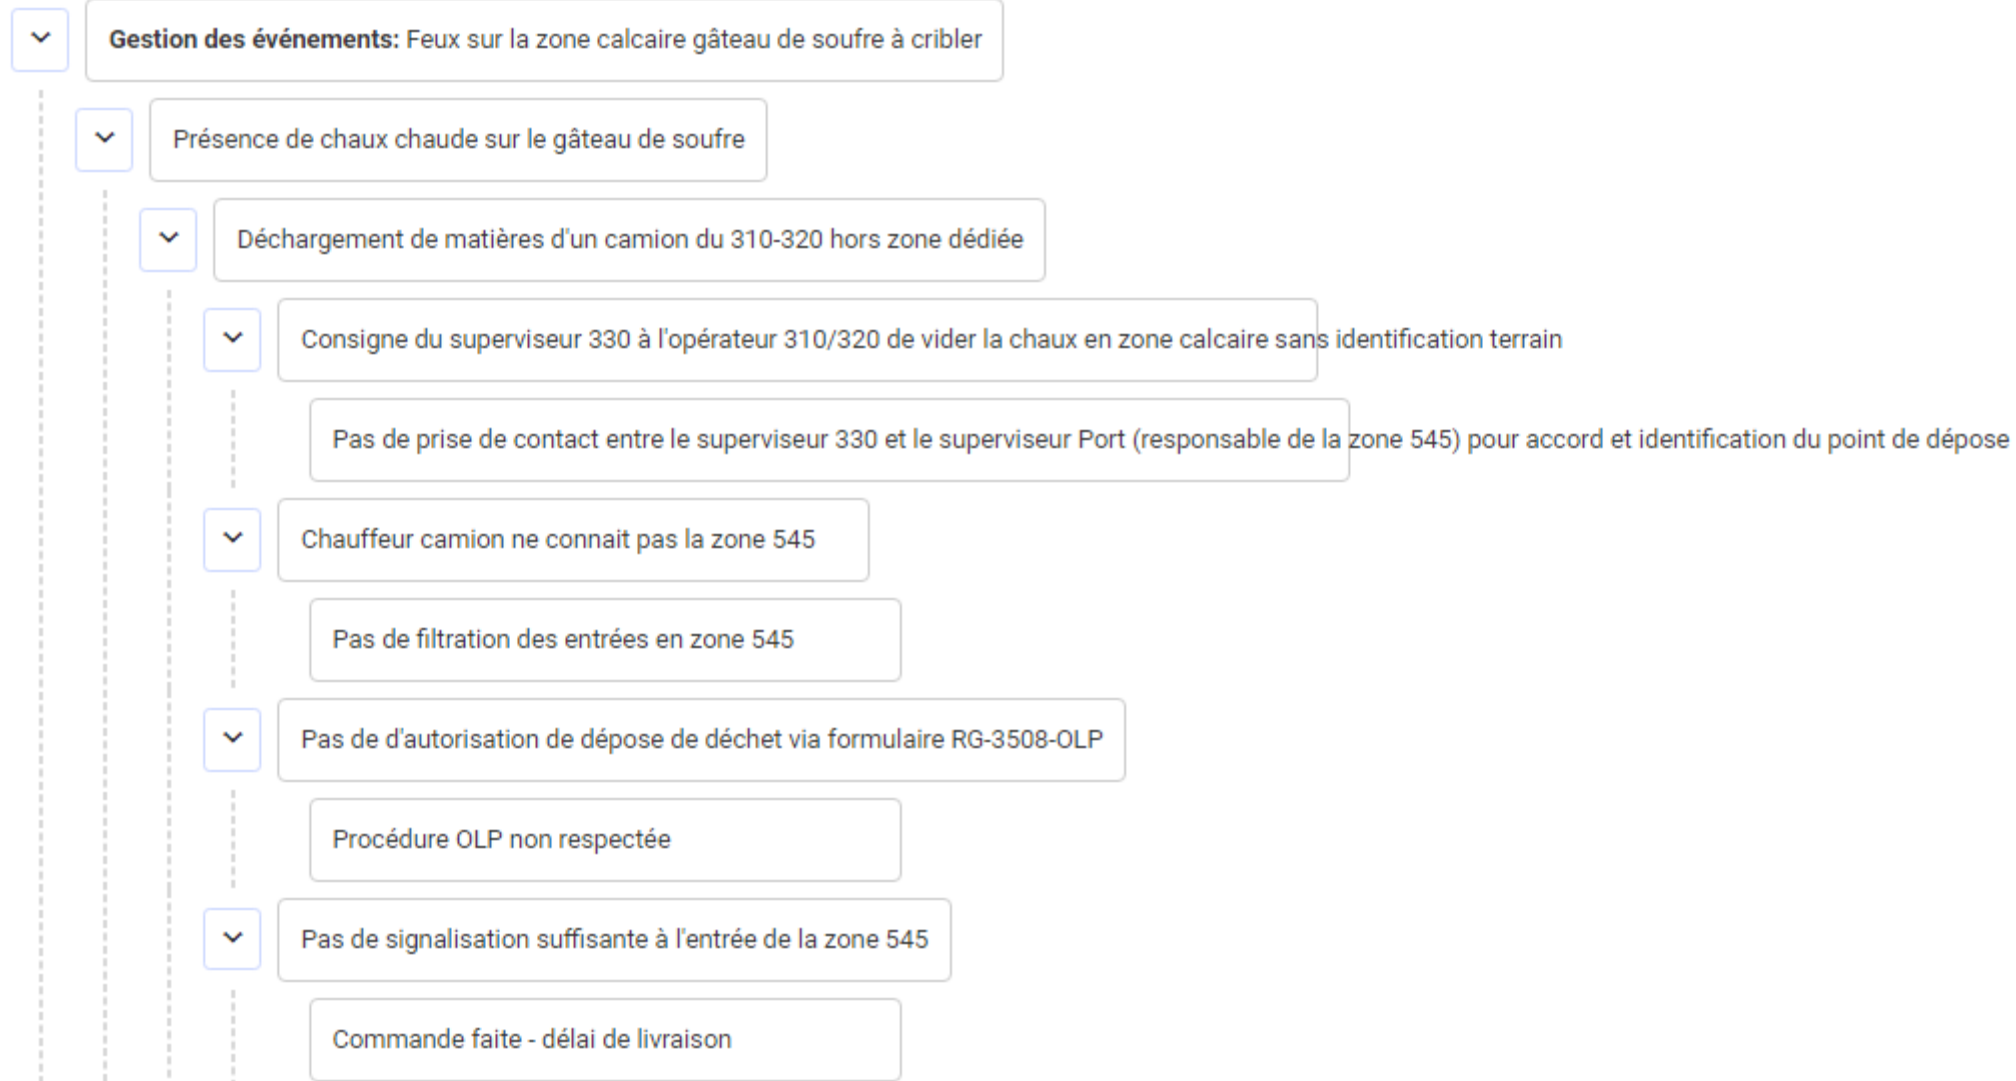 Gestion des événements: Feux sur la zone calcaire gâteau de soufre à cribler
Présence de chaux chaude sur le gâteau de soufre
Déchargement de matières d'un camion du 310-320 hors zone dédiée
Consigne du superviseur 330 à l'opérateur 310/320 de vider la chaux en zone calcaire sans identification terrain
Pas de prise de contact entre le superviseur 330 et le superviseur Port (responsable de la zone 545) pour accord et identification du point de dépose
Chauffeur camion ne connait pas la zone 545
Pas de filtration des entrées en zone 545
Pas de d'autorisation de dépose de déchet via formulaire RG-3508-OLP
Procédure OLP non respectée
Pas de signalisation suffisante à l'entrée de la zone 545
Commande faite - délai de livraison